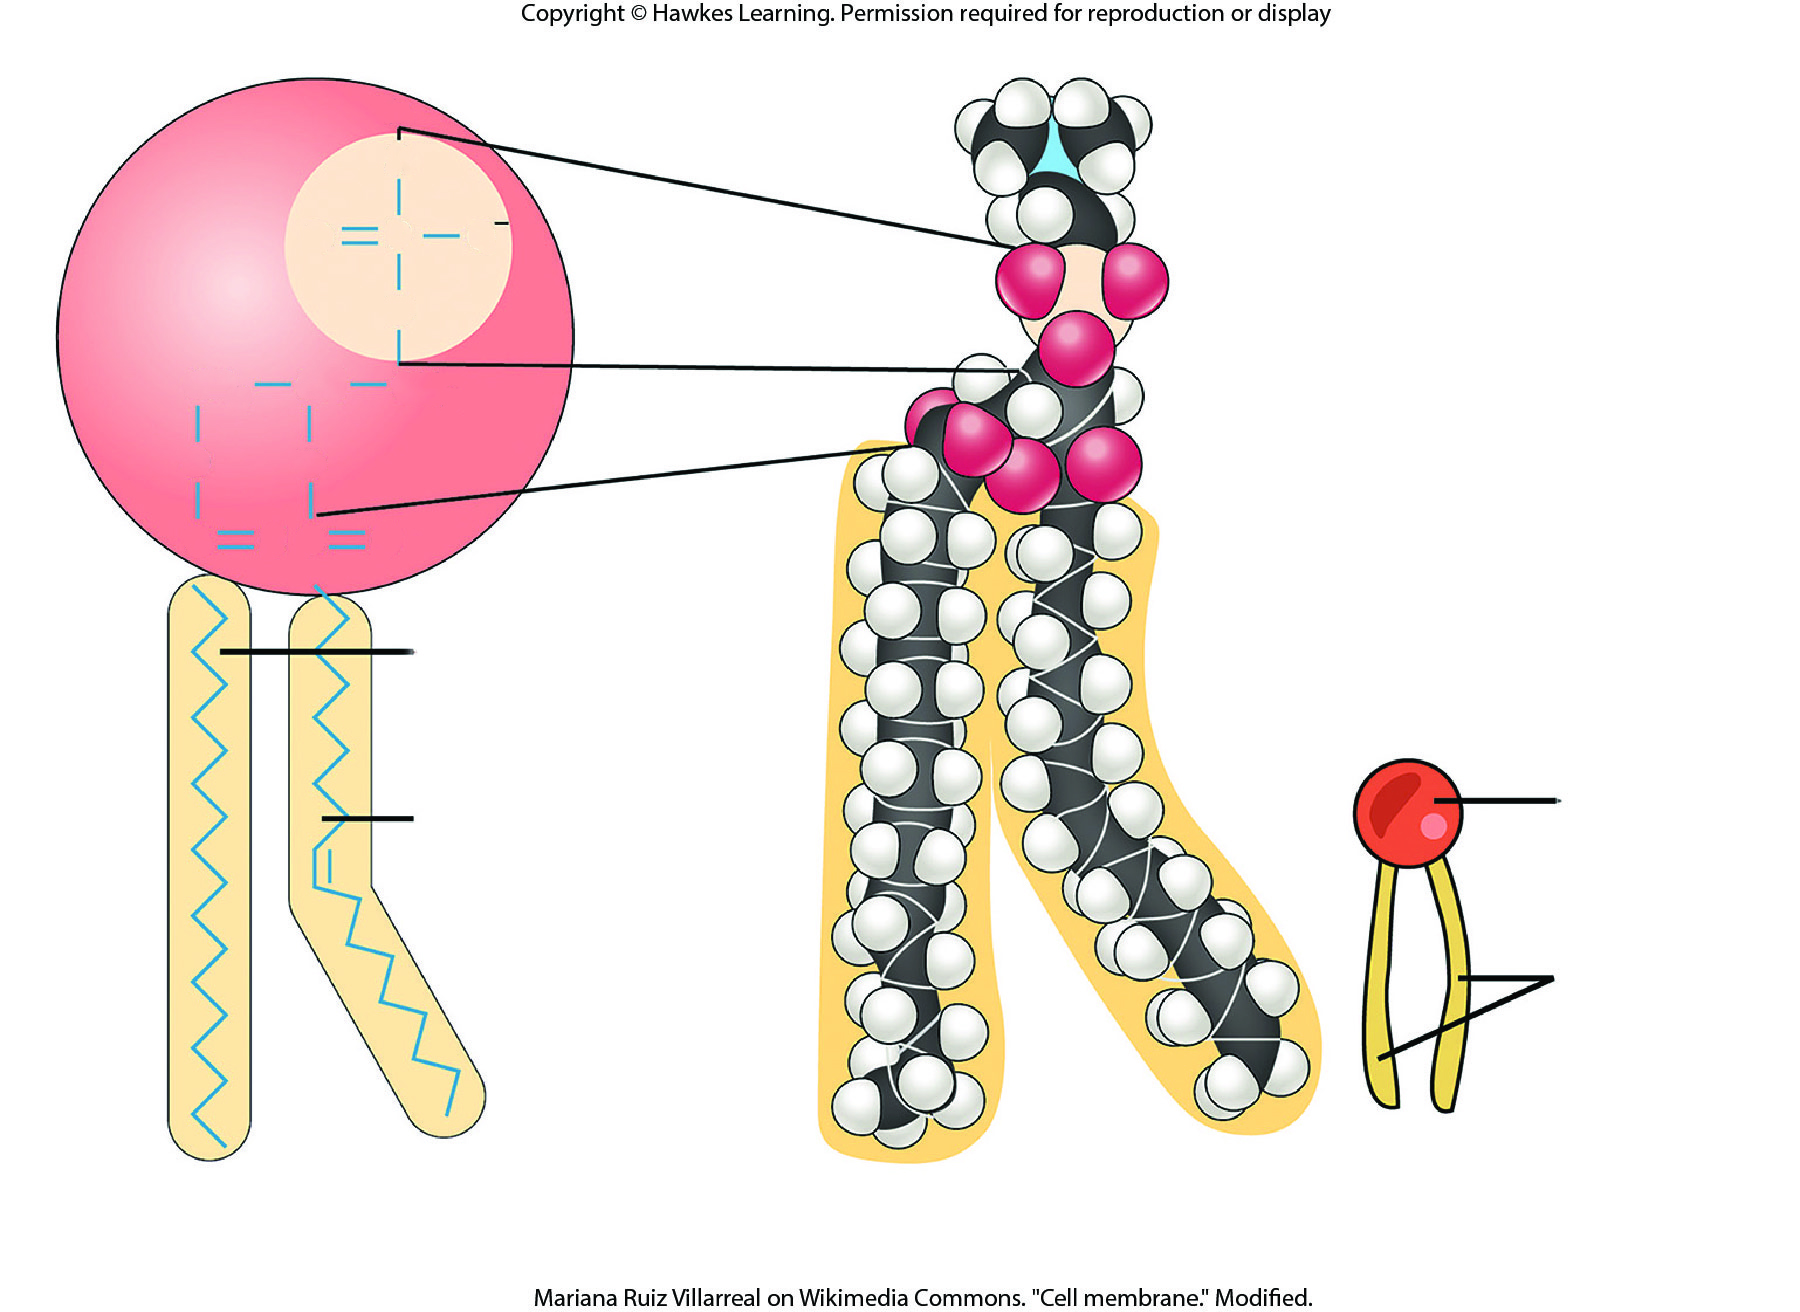 Copyright © Hawkes Learning. Permission required for reproduction or display
Mariana Ruiz Villarreal on Wikimedia Commons. "Cell membrane." Modified.